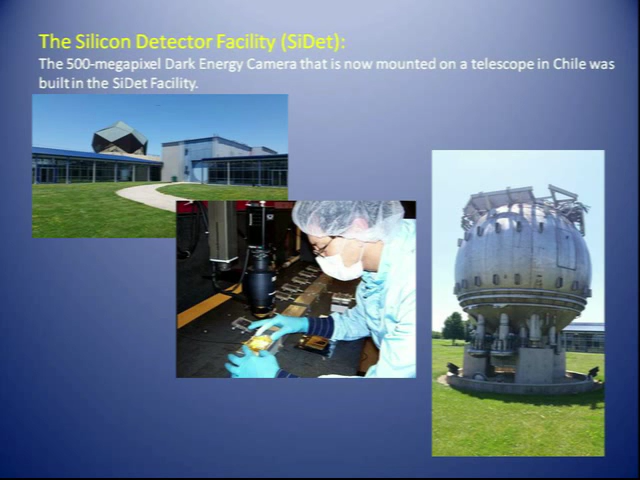 The Silicon Detector Facility (SiDet):
The 500-megapixel Dark Energy Camera that is now mounted on a telescope in Chile was
built in the SiDet Facility.